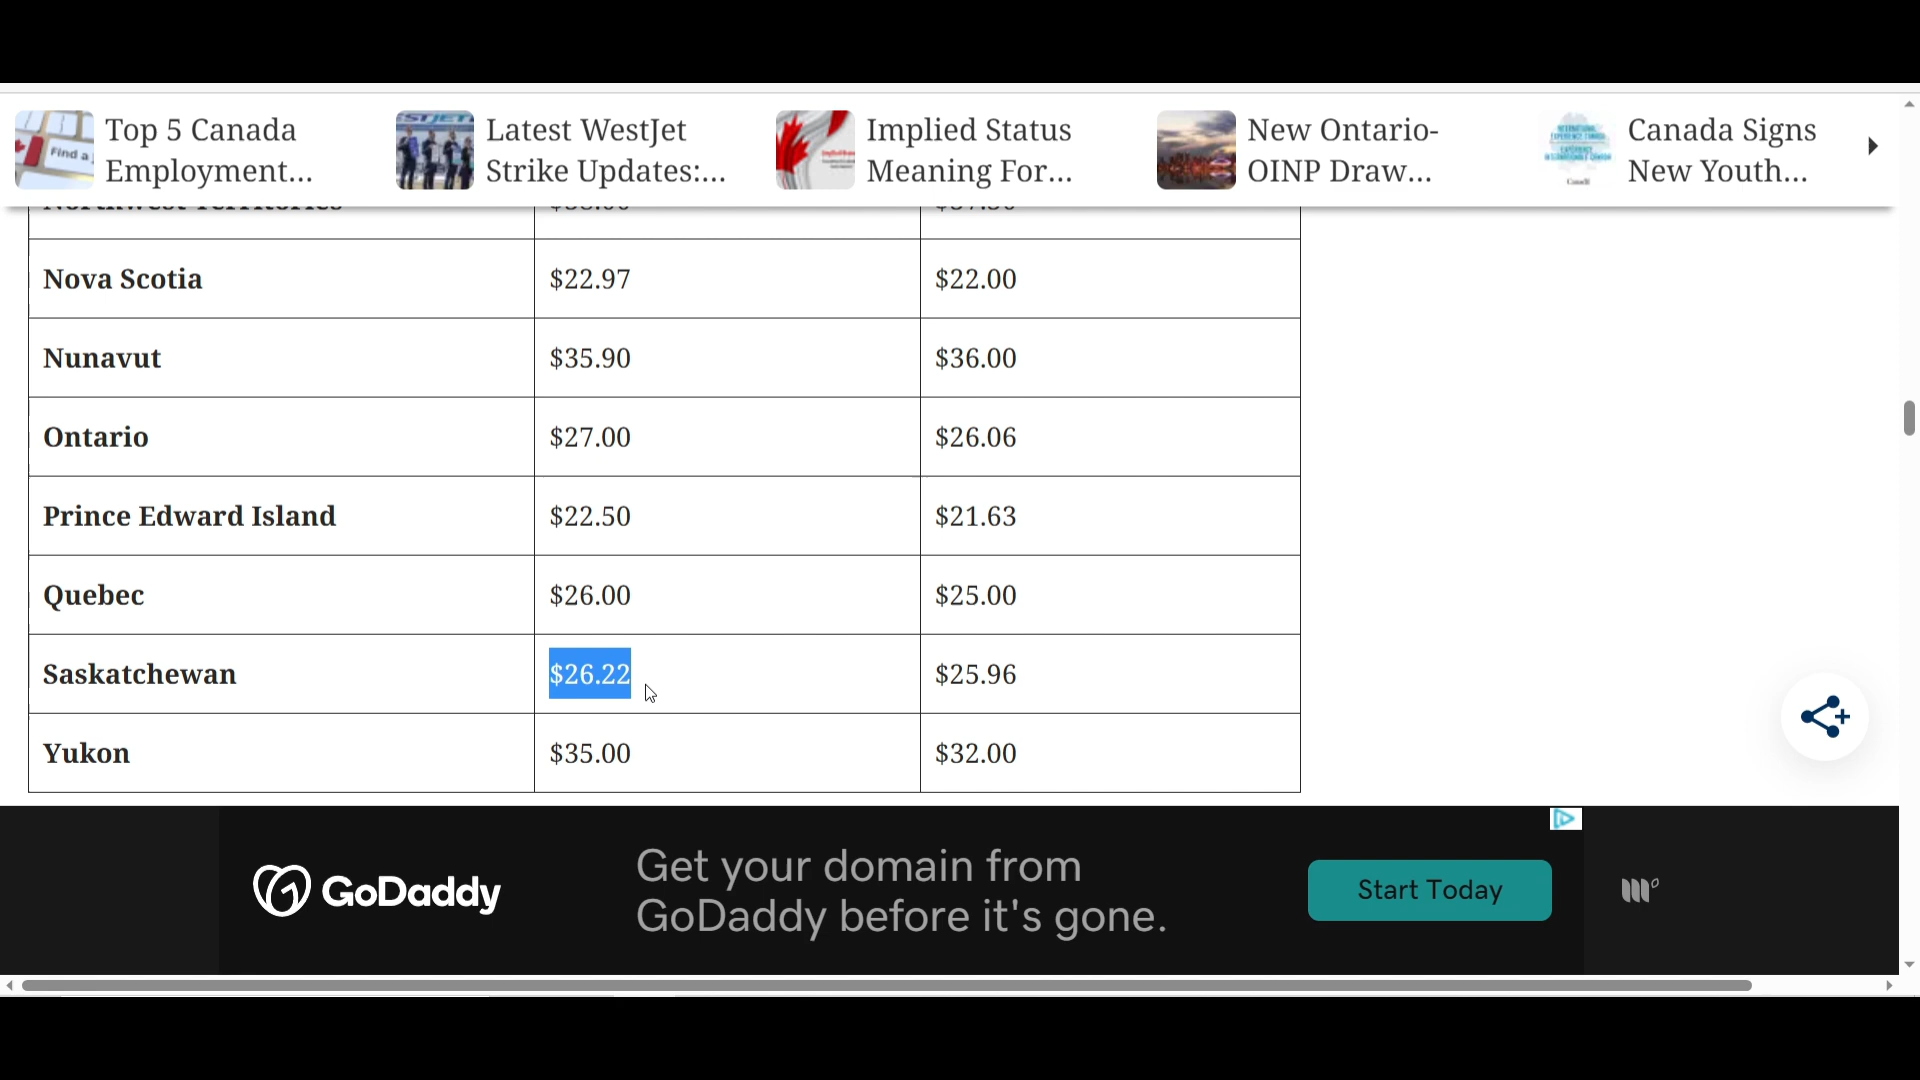 Top 5 Canada
Employment...
Latest WestJet
Strike Updates:...
Implied Status
Meaning For...
New Ontario-
OINP Draw...
Canada Signs
New Youth...
Find a
Northwest Territories
Nova Scotia $22.97 $22.00
Nunavut $35.90 $36.00
Ontario $27.00 $26.06
Prince Edward Island $22.50 $21.63
Quebec $26.00 $25.00
Saskatchewan $26.22 $25.96
Yukon $35.00 $32.00
GoDaddy
Get your domain from
GoDaddy before it's gone.
Start Today